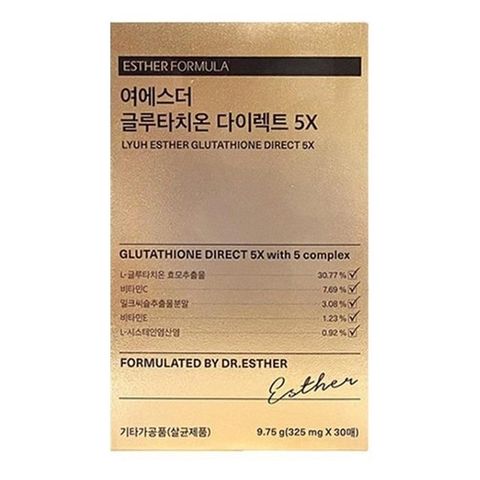 ESTHER FORMULA
여에스더
글루타치온 다이렉트 5X
LYUH ESTHER GLUTATHIONE DIRECT 5X
GLUTATHIONE DIRECT 5X with 5 complex
L-글루타치온 효모추출물 30.77 %
비타민C 7.69 %
밀크씨슬추출물분말 3.08 %
비타민E 1.23 %
L-시스테인염산염 0.92 %
FORMULATED BY DR.ESTHER
Esther
기타가공품(살균제품) 9.75 g(325 mg X 30매)